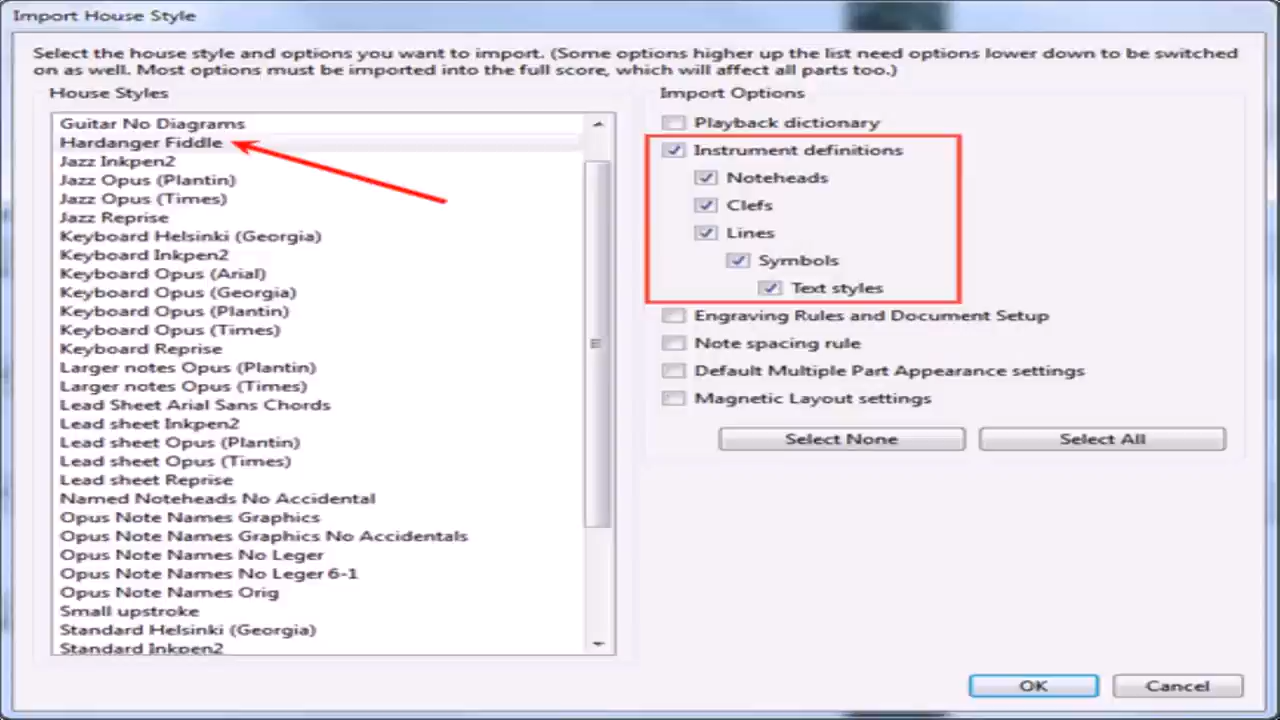 Import House Style
Select the house style and options you want to import. (Some options higher up the list need options lower down to be switched
on as well. Most options must be imported into the full score, which will affect all parts too.)
House Styles
Guitar No Diagrams
Hardanger Fiddle
Jazz Inkpen2
Jazz Opus (Plantin)
Jazz Opus (Times)
Jazz Reprise
Keyboard Helsinki (Georgia)
Keyboard Inkpen2
Keyboard Opus (Arial)
Keyboard Opus (Georgia)
Keyboard Opus (Plantin)
Keyboard Opus (Times)
Keyboard Reprise
Larger notes Opus (Plantin)
Larger notes Opus (Times)
Lead Sheet Arial Sans Chords
Lead sheet Inkpen2
Lead sheet Opus (Plantin)
Lead sheet Opus (Times)
Lead sheet Reprise
Named Noteheads No Accidental
Opus Note Names Graphics
Opus Note Names Graphics No Accidentals
Opus Note Names No Leger
Opus Note Names No Leger 6-1
Opus Note Names Orig
Small upstroke
Standard Helsinki (Georgia)
Standard Inkpen2
Import Options
Playback dictionary
Instrument definitions
Noteheads
Clefs
Lines
Symbols
Text styles
Engraving Rules and Document Setup
Note spacing rule
Default Multiple Part Appearance settings
Magnetic Layout settings
Select None
Select All
OK
Cancel